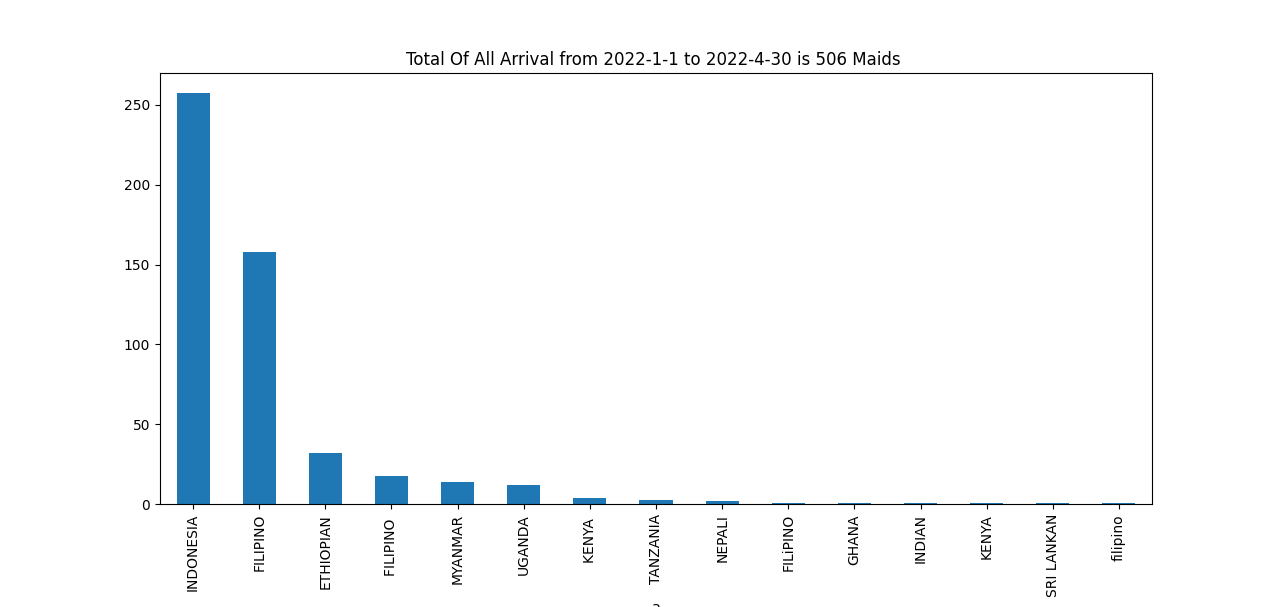 Total Of All Arrival from 2022-1-1 to 2022-4-30 is 506 Maids
250
200
150
100
50
0
INDONESIA
FILIPINO
ETHIOPIAN
FILIPINO
MYANMAR
UGANDA
KENYA
TANZANIA
NEPALI
FILiPINO
GHANA
INDIAN
KENYA
SRI LANKAN
filipino